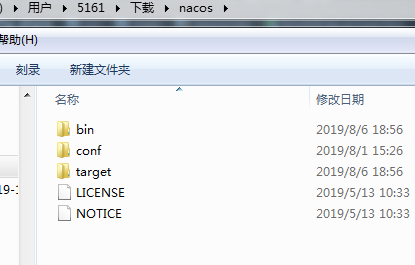 ) ▸ 用户 ▸ 5161 ▸ 下载 ▸ nacos ▸
帮助(H)
刻录 新建文件夹
名称 修改日期
bin 2019/8/6 18:56
conf 2019/8/1 15:26
target 2019/8/6 18:56
LICENSE 2019/5/13 10:33
NOTICE 2019/5/13 10:33